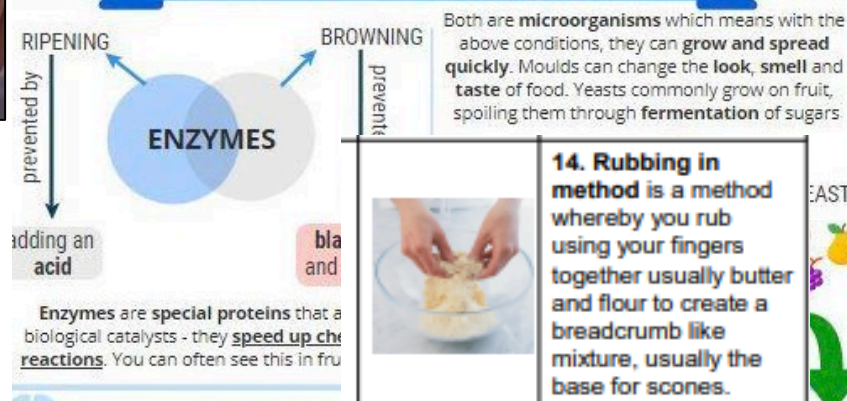 Both are microorganisms which means with the
above conditions, they can grow and spread
quickly. Moulds can change the look, smell and
taste of food. Yeasts commonly grow on fruit,
spoiling them through fermentation of sugars
RIPENING
BROWNING
prevented by
ENZYMES
adding an
acid
and
Enzymes are special proteins that
biological catalysts - they speed up
reactions. You can often see this in
14. Rubbing in
method is a method
whereby you rub
using your fingers
together usually butter
and flour to create a
breadcrumb like
mixture, usually the
base for scones.